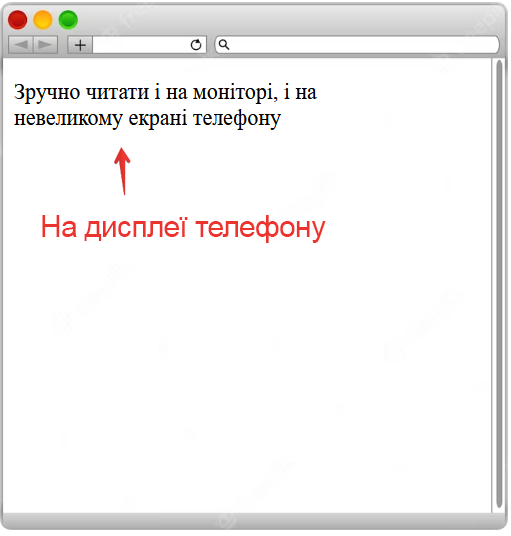 Зручно читати і на моніторі, і на
невеликому екрані телефону
На дисплеї телефону